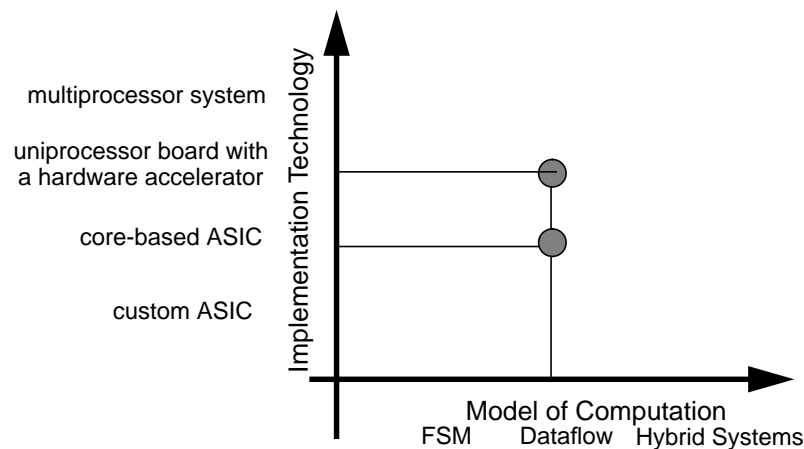 multiprocessor system
uniprocessor board with
a hardware accelerator
core-based ASIC
custom ASIC
Implementation Technology
Model of Computation
FSM Dataflow Hybrid Systems